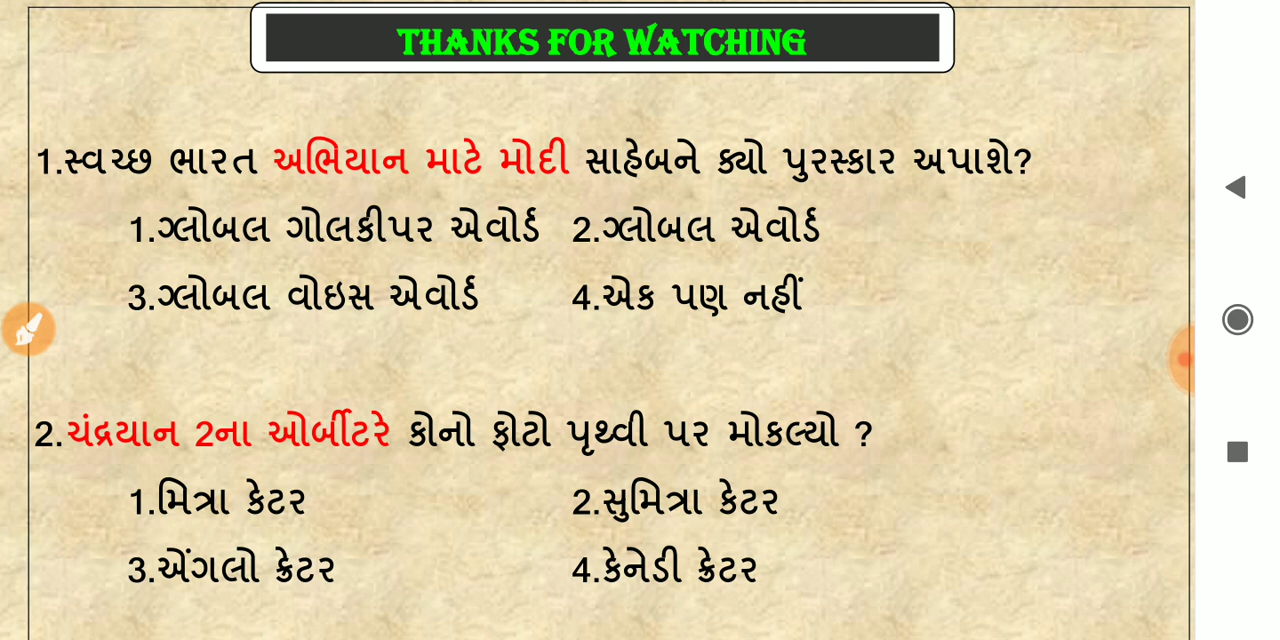 THANKS FOR WATCHING
1.સ્વચ્છ ભારત અભિયાન માટે મોદી સાહેબને ક્યો પુરસ્કાર અપાશે?
1.ગ્લોબલ ગોલકીપર એવોર્ડ 2.ગ્લોબલ એવોર્ડ
3.ગ્લોબલ વોઇસ એવોર્ડ 4.એક પણ નહીં
2.ચંદ્રયાન 2ના ઓર્બીટરે કોનો ફોટો પૃથ્વી પર મોકલ્યો ?
1.મિત્રા કેટર 2.સુમિત્રા કેટર
3.એંગલો ક્રેટર 4.કેનેડી ક્રેટર